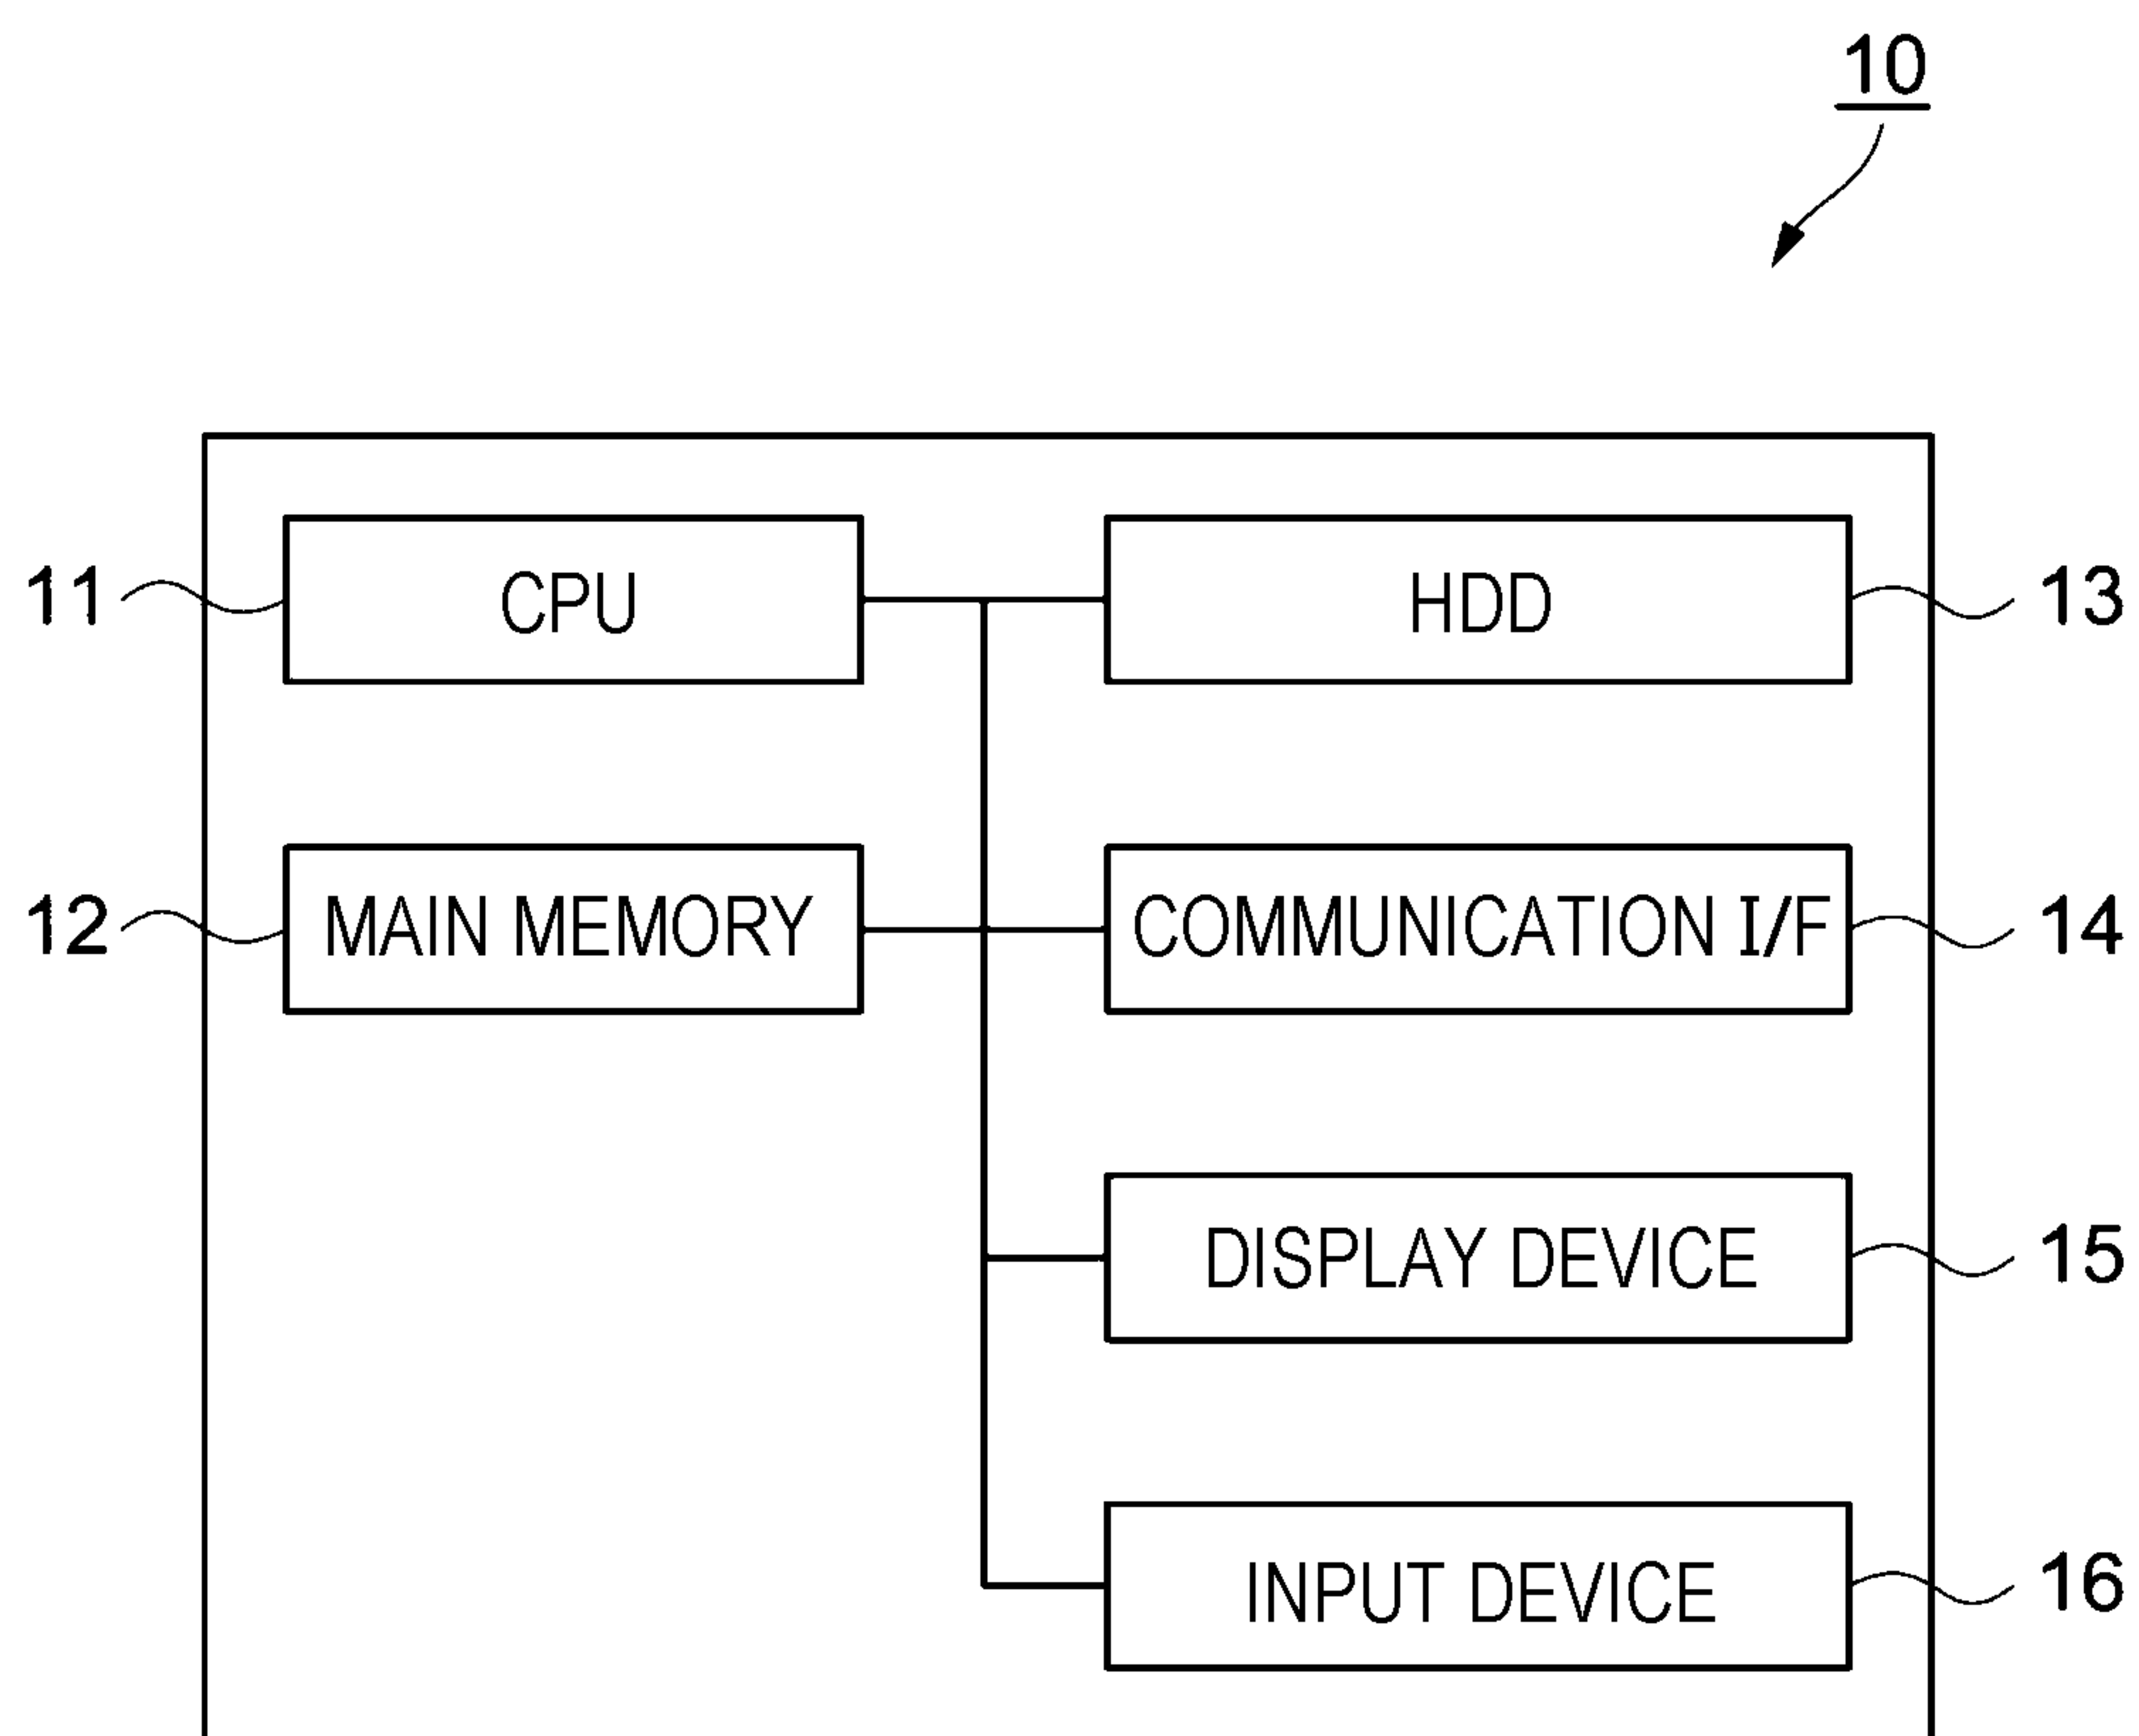 10
11 CPU HDD 13
12 MAIN MEMORY COMMUNICATION I/F 14
DISPLAY DEVICE 15
INPUT DEVICE 16